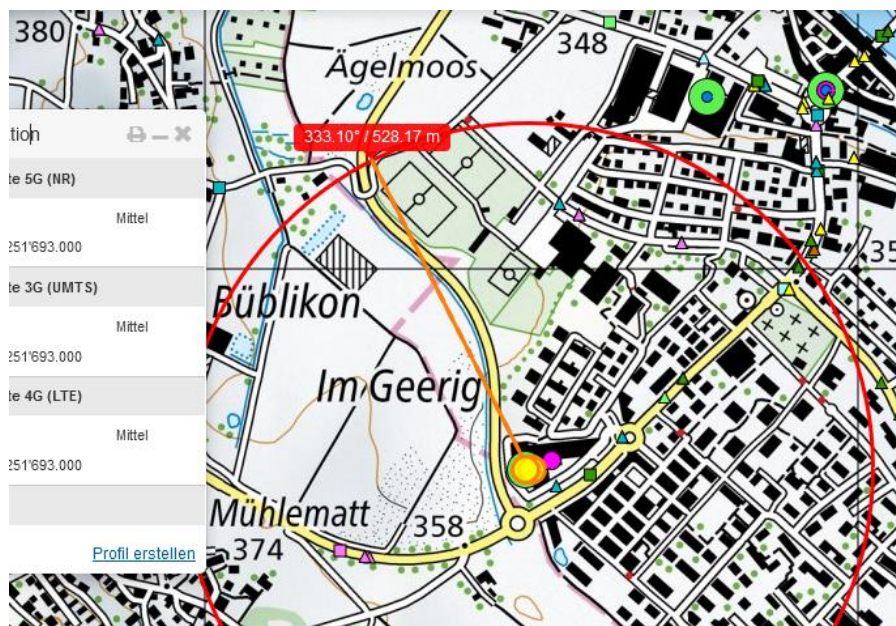 380
348
Ägelmoos
tion
333.10° / 528.17 m
te 5G (NR)
Mittel
251'693.000
35
te 3G (UMTS)
Büblikon
Mittel
251'693.000
Im Geerig
te 4G (LTE)
Mittel
251'693.000
Mühlematt
358
374
Profil erstellen